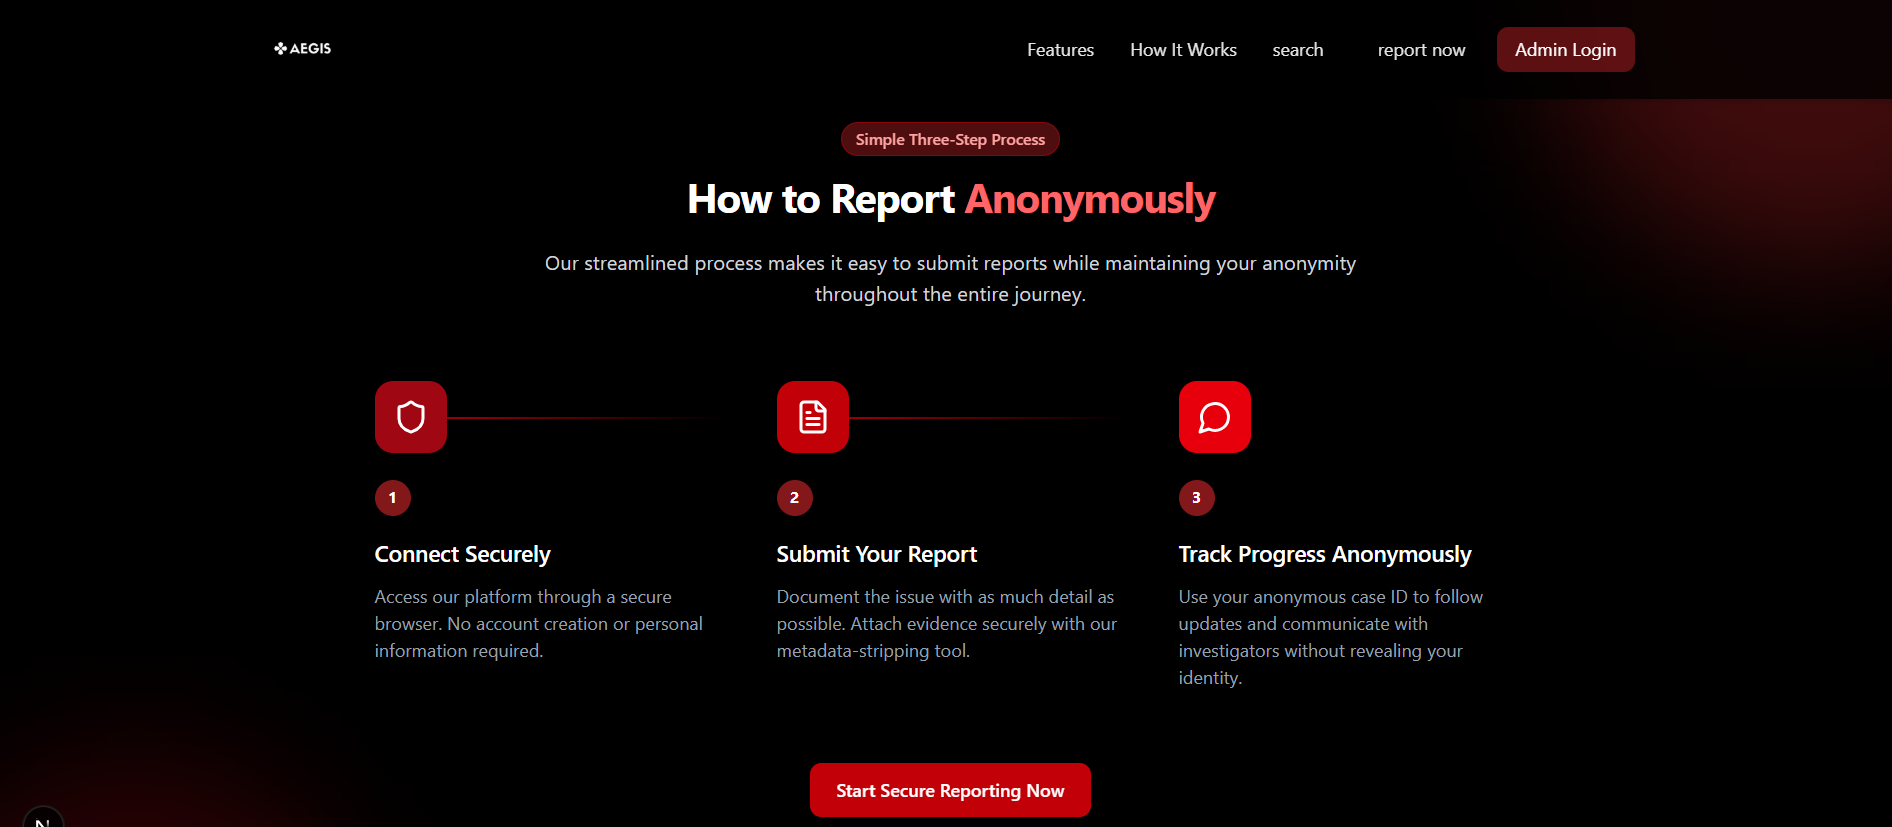 AEGIS
Features
How It Works
search
report now
Admin Login
Simple Three-Step Process
How to Report Anonymously
Our streamlined process makes it easy to submit reports while maintaining your anonymity
throughout the entire journey.
1
Connect Securely
Access our platform through a secure
browser. No account creation or personal
information required.
2
Submit Your Report
Document the issue with as much detail as
possible. Attach evidence securely with our
metadata-stripping tool.
3
Track Progress Anonymously
Use your anonymous case ID to follow
updates and communicate with
investigators without revealing your
identity.
Start Secure Reporting Now
N